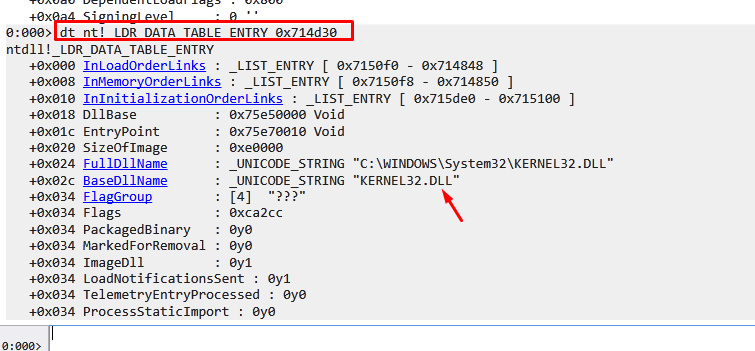 +0x0a0 DependentLoadFlags : 0x800
+0x0a4 SigningLevel     : 0 ''
0:000> dt nt!_LDR_DATA_TABLE_ENTRY 0x714d30
ntdll!_LDR_DATA_TABLE_ENTRY
+0x000 InLoadOrderLinks : _LIST_ENTRY [ 0x7150f0 - 0x714848 ]
+0x008 InMemoryOrderLinks : _LIST_ENTRY [ 0x7150f8 - 0x714850 ]
+0x010 InInitializationOrderLinks : _LIST_ENTRY [ 0x715de0 - 0x715100 ]
+0x018 DllBase          : 0x75e50000 Void
+0x01c EntryPoint       : 0x75e70010 Void
+0x020 SizeOfImage      : 0xe0000
+0x024 FullDllName      : _UNICODE_STRING "C:\WINDOWS\System32\KERNEL32.DLL"
+0x02c BaseDllName      : _UNICODE_STRING "KERNEL32.DLL"
+0x034 FlagGroup        : [4]  "???"
+0x034 Flags            : 0xca2cc
+0x034 PackagedBinary   : 0y0
+0x034 MarkedForRemoval : 0y0
+0x034 ImageDll         : 0y1
+0x034 LoadNotificationsSent : 0y1
+0x034 TelemetryEntryProcessed : 0y0
+0x034 ProcessStaticImport : 0y0
0:000>